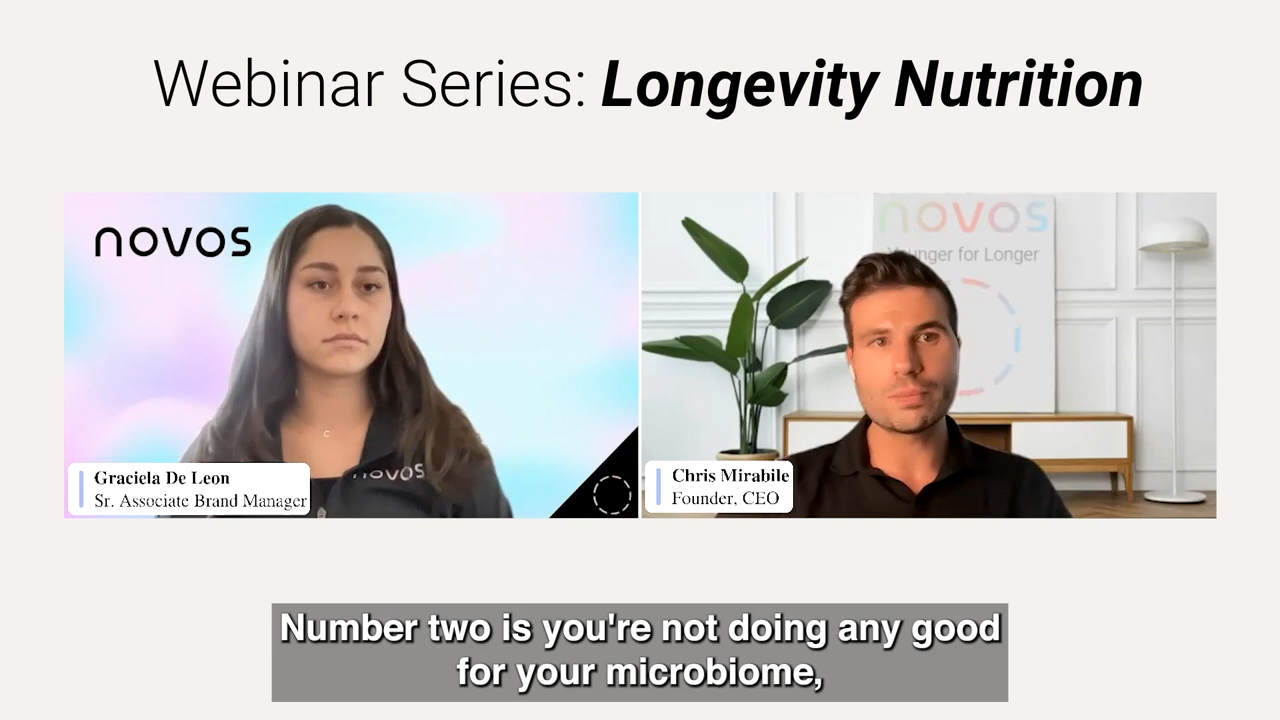 Webinar Series: Longevity Nutrition
novos
novos
Graciela De Leon
Sr. Associate Brand Manager
novos
Younger for Longer
Chris Mirabile
Founder, CEO
Number two is you're not doing any good
for your microbiome,